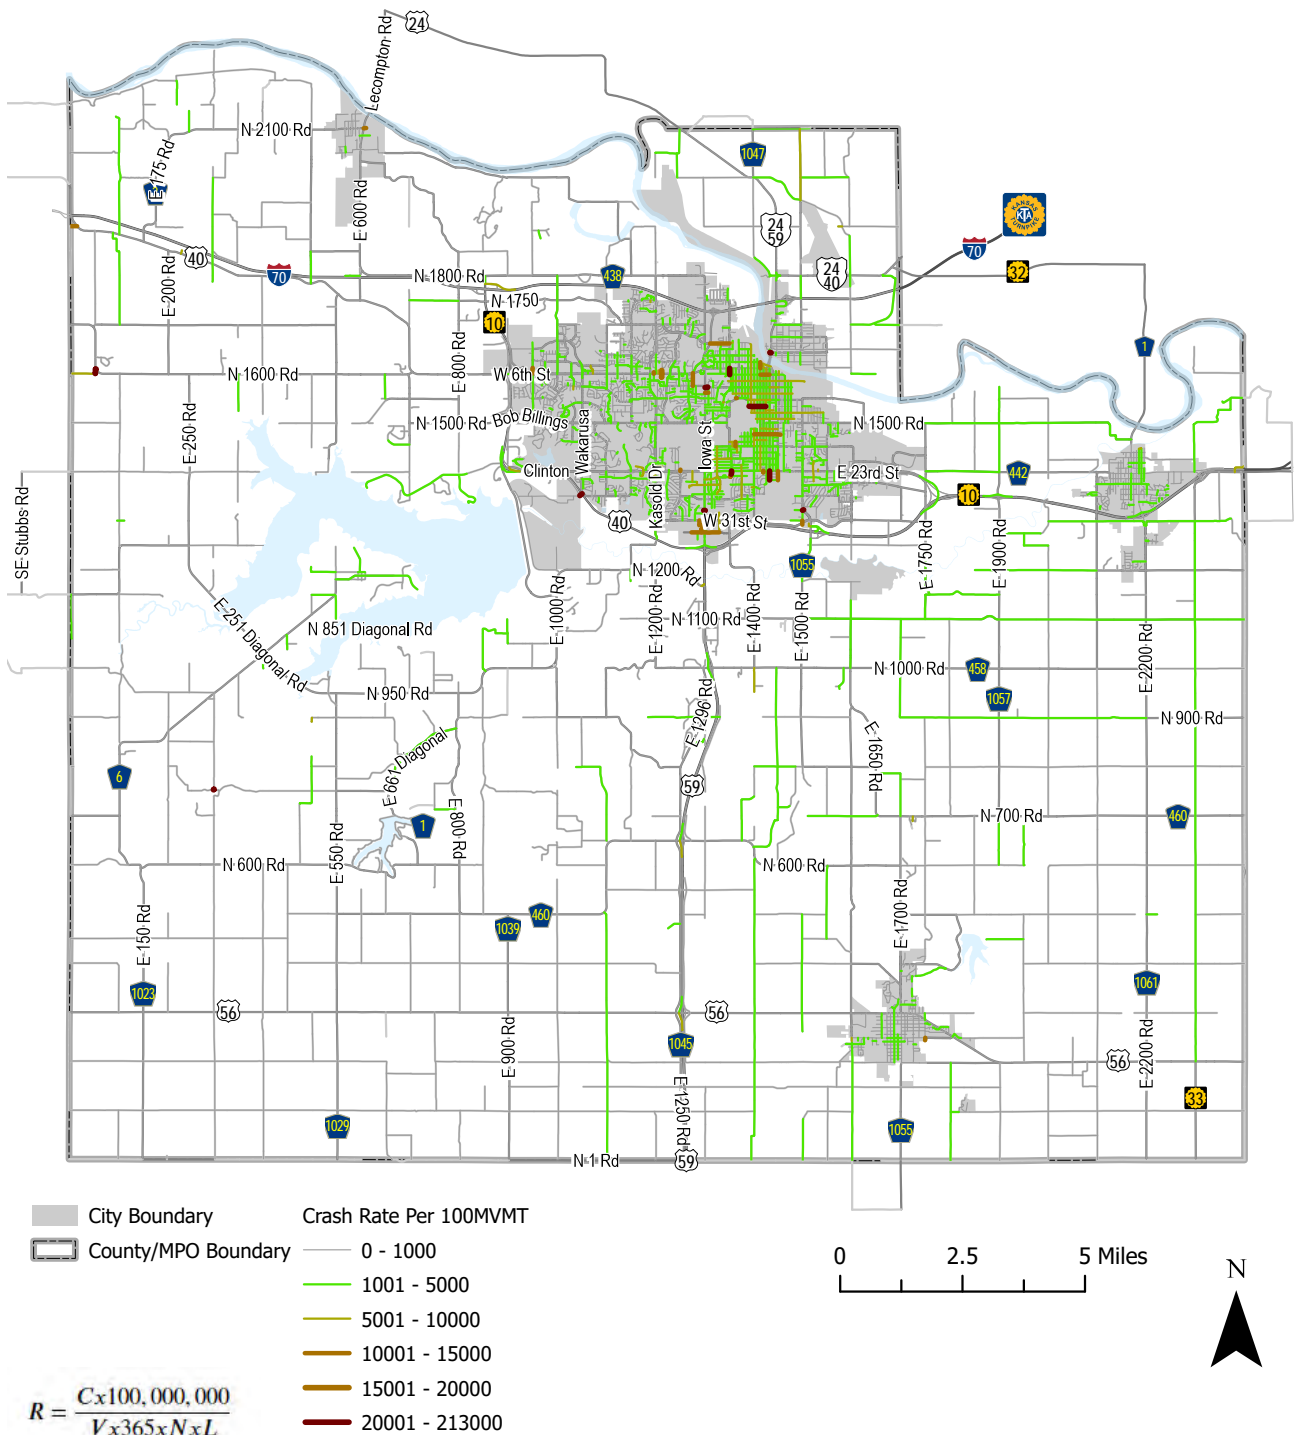 24
Lecompton Rd
N 2100 Rd
E 175 Rd
1047
E 600 Rd
24
59
KANSAS
KTA
TURNPIKE
40
70
E 200 Rd
N 1800 Rd
438
24
40
70
32
N 1750
10
1
N 1600 Rd
E 800 Rd
W 6th St
E 250 Rd
N 1500 Rd
Bob Billings
Wakarusa
Iowa St
N 1500 Rd
SE Stubbs Rd
Clinton
Kasold Dr
E 23rd St
442
10
40
W 31st St
E 1750 Rd
E 1900 Rd
1055
N 1200 Rd
E 1000 Rd
E 1200 Rd
E 1400 Rd
E 1500 Rd
N 1100 Rd
E 251 Diagonal Rd
N 851 Diagonal Rd
E 2200 Rd
N 1000 Rd
458
1057
N 950 Rd
E 1296 Rd
N 900 Rd
E 661 Diagonal
E 1650 Rd
6
59
1
E 800 Rd
E 550 Rd
N 700 Rd
460
N 600 Rd
N 600 Rd
E 150 Rd
460
1039
E 1700 Rd
1023
1061
56
56
1045
E 900 Rd
E 1250 Rd
E 2200 Rd
56
33
1029
1055
N 1 Rd
59
City Boundary
County/MPO Boundary
Crash Rate Per 100MVMT
0 - 1000
1001 - 5000
5001 - 10000
10001 - 15000
15001 - 20000
20001 - 213000
0 2.5 5 Miles
N
R = Cx100,000,000
Vx365xNxL